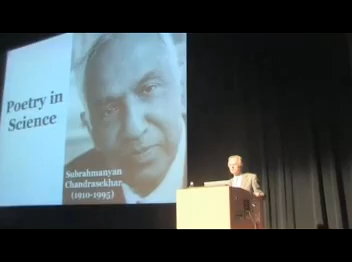 Poetry in
Science
Subrahmanyan
Chandrasekhar
(1910-1995)